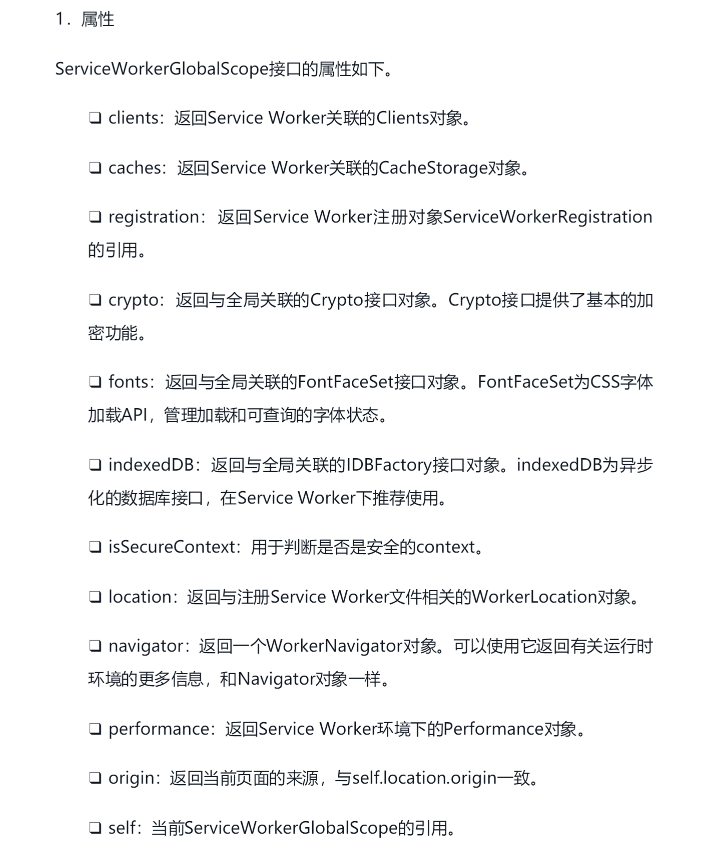 1. 属性
ServiceWorkerGlobalScope接口的属性如下。
❏ clients：返回Service Worker关联的Clients对象。
❏ caches：返回Service Worker关联的CacheStorage对象。
❏ registration：返回Service Worker注册对象ServiceWorkerRegistration
的引用。
❏ crypto：返回与全局关联的Crypto接口对象。Crypto接口提供了基本的加
密功能。
❏ fonts：返回与全局关联的FontFaceSet接口对象。FontFaceSet为CSS字体
加载API，管理加载和可查询的字体状态。
❏ indexedDB：返回与全局关联的IDBFactory接口对象。indexedDB为异步
化的数据库接口，在Service Worker下推荐使用。
❏ isSecureContext：用于判断是否是安全的context。
❏ location：返回与注册Service Worker文件相关的WorkerLocation对象。
❏ navigator：返回一个WorkerNavigator对象。可以使用它返回有关运行时
环境的更多信息，和Navigator对象一样。
❏ performance：返回Service Worker环境下的Performance对象。
❏ origin：返回当前页面的来源，与self.location.origin一致。
❏ self：当前ServiceWorkerGlobalScope的引用。